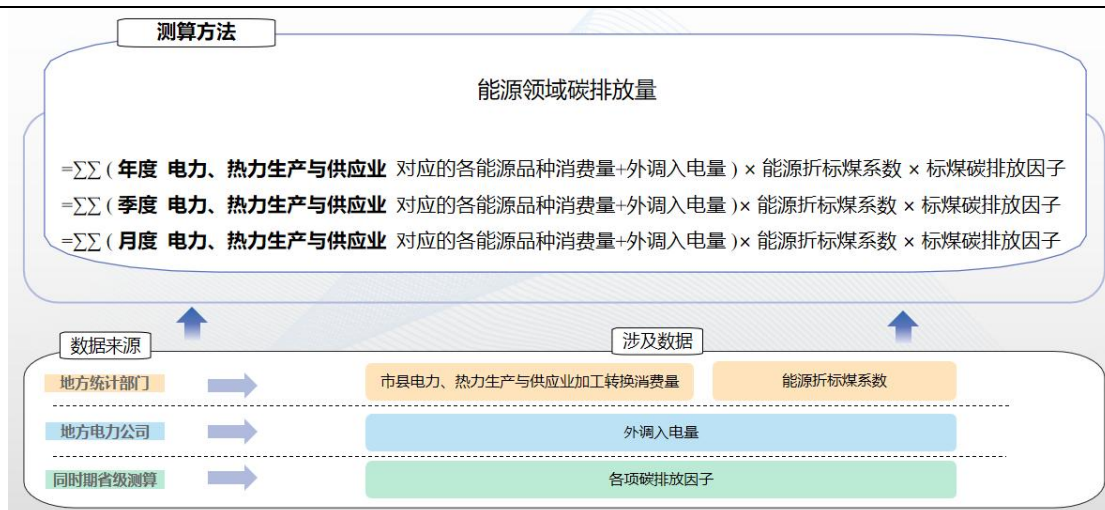 测算方法
能源领域碳排放量
=∑∑ ( 年度 电力、热力生产与供应业 对应的各能源品种消费量+外调入电量 ) × 能源折标煤系数 × 标煤碳排放因子
=∑∑ ( 季度 电力、热力生产与供应业 对应的各能源品种消费量+外调入电量 )× 能源折标煤系数 × 标煤碳排放因子
=∑∑ ( 月度 电力、热力生产与供应业 对应的各能源品种消费量+外调入电量 )× 能源折标煤系数 × 标煤碳排放因子
数据来源 涉及数据
地方统计部门 市县电力、热力生产与供应业加工转换消费量 能源折标煤系数
地方电力公司 外调入电量
同时期省级测算 各项碳排放因子